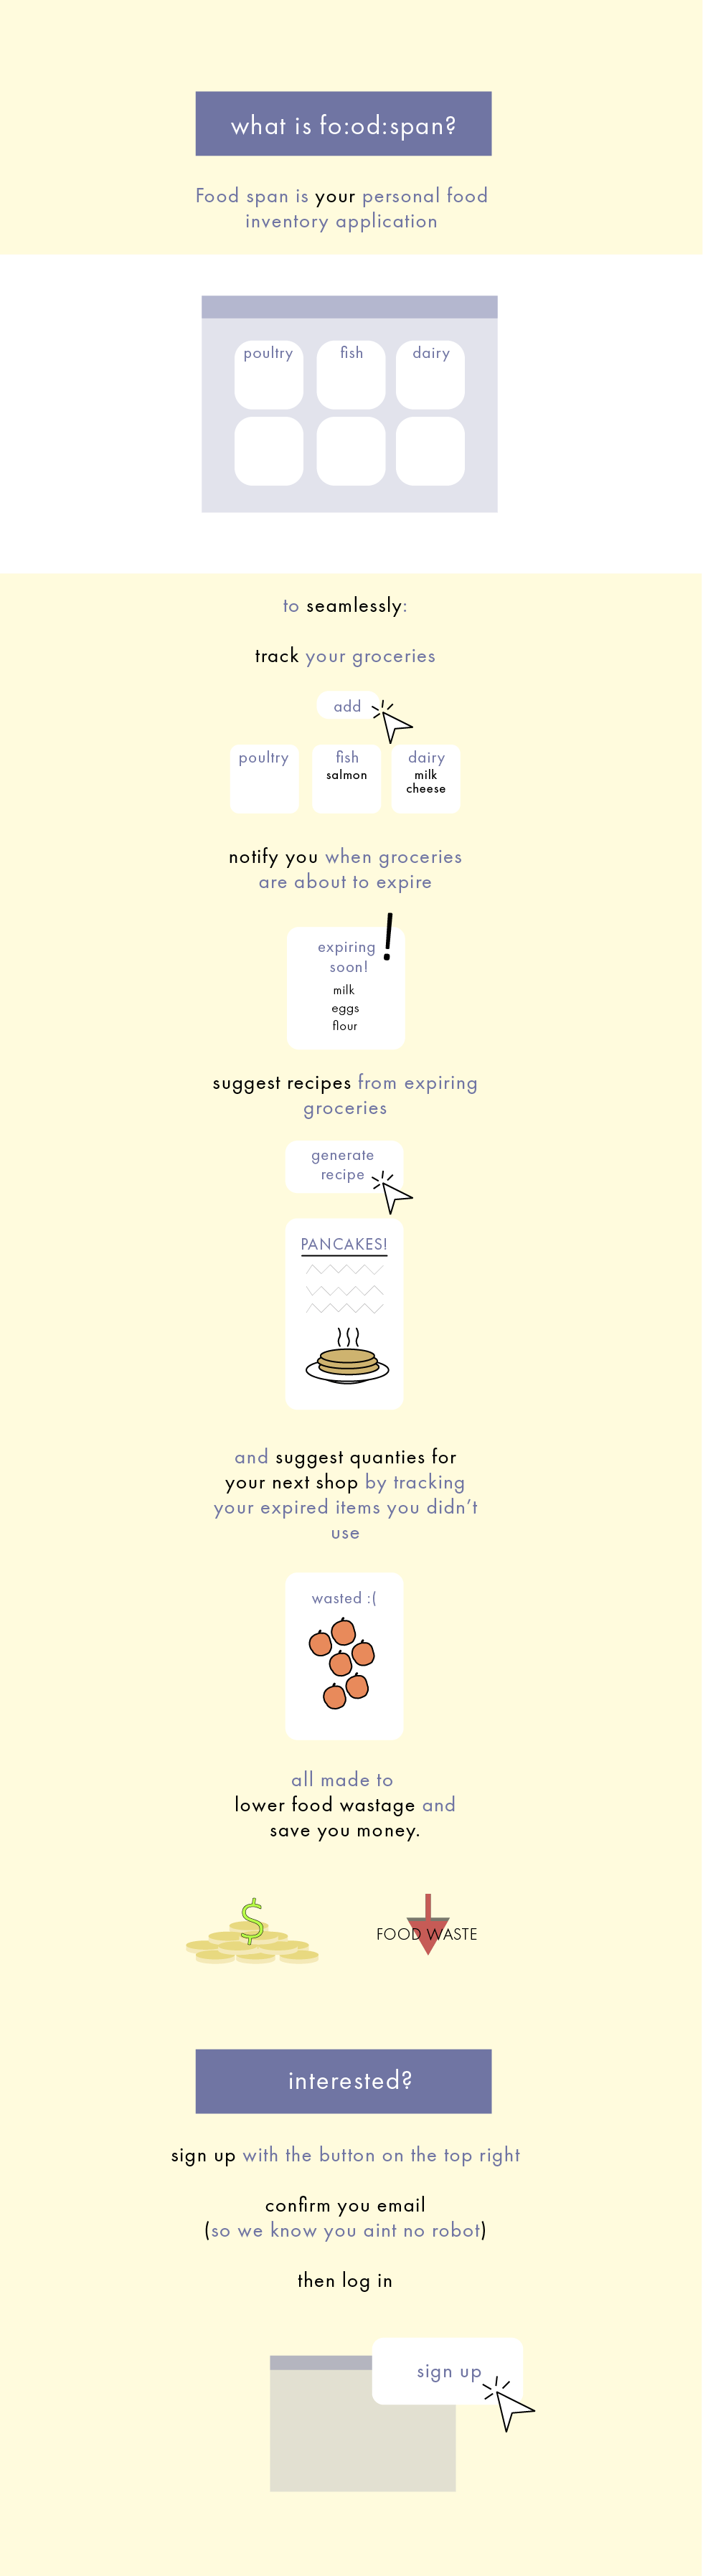 what is fo:od:span?
Food span is your personal food
inventory application
poultry fish dairy
to seamlessly:
track your groceries
add
poultry fish dairy
salmon milk
cheese
notify you when groceries
are about to expire
!
expiring
soon!
milk
eggs
flour
suggest recipes from expiring
groceries
generate
recipe
PANCAKES!
and suggest quanties for
your next shop by tracking
your expired items you didn't
use
wasted :(
all made to
lower food wastage and
save you money.
$
FOOD WASTE
interested?
sign up with the button on the top right
confirm you email
(so we know you aint no robot)
then log in
sign up